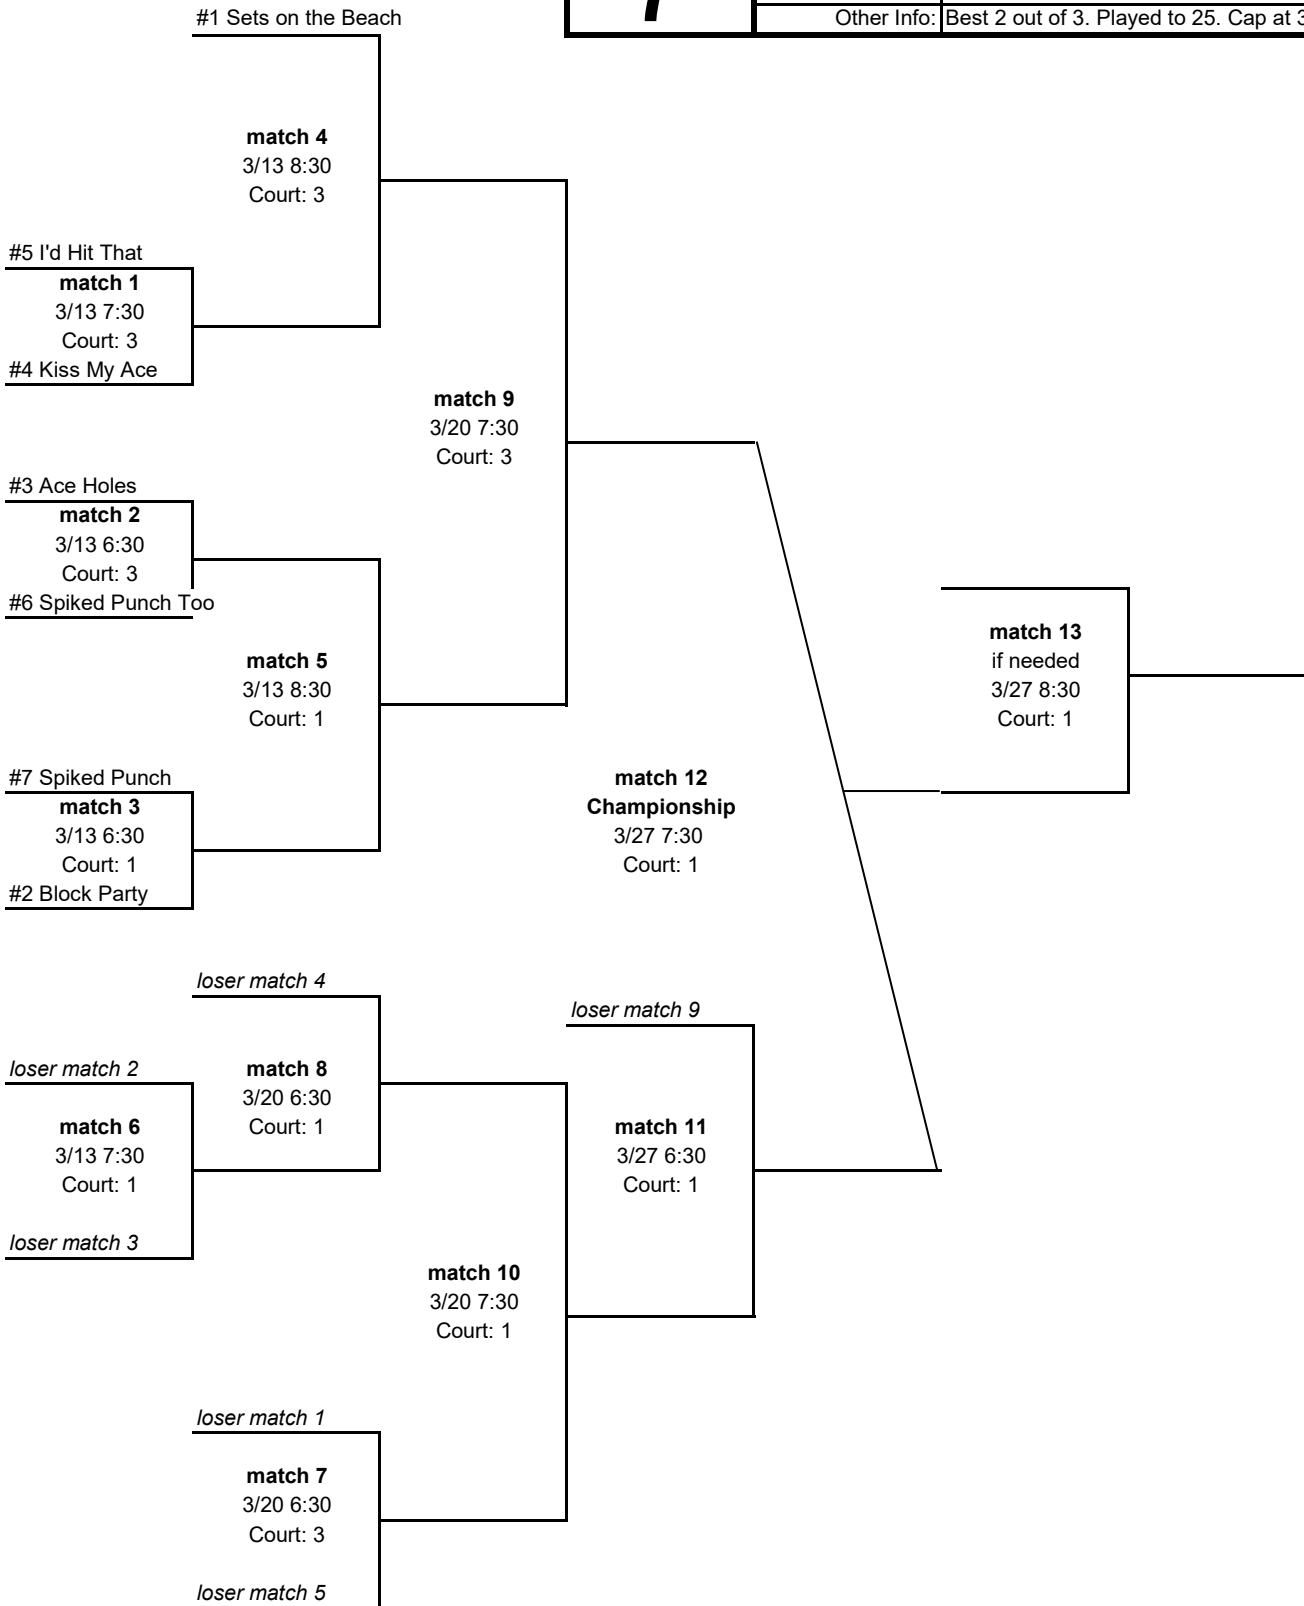 #1 Sets on the Beach
Other Info: Best 2 out of 3. Played to 25. Cap at
match 4
3/13 8:30
Court: 3
#5 I'd Hit That
match 1
3/13 7:30
Court: 3
#4 Kiss My Ace
match 9
3/20 7:30
Court: 3
#3 Ace Holes
match 2
3/13 6:30
Court: 3
#6 Spiked Punch Too
match 13
if needed
3/27 8:30
Court: 1
match 5
3/13 8:30
Court: 1
#7 Spiked Punch
match 3
3/13 6:30
Court: 1
#2 Block Party
match 12
Championship
3/27 7:30
Court: 1
loser match 4
loser match 9
loser match 2
match 8
3/20 6:30
Court: 1
match 6
3/13 7:30
Court: 1
match 11
3/27 6:30
Court: 1
loser match 3
match 10
3/20 7:30
Court: 1
loser match 1
match 7
3/20 6:30
Court: 3
loser match 5